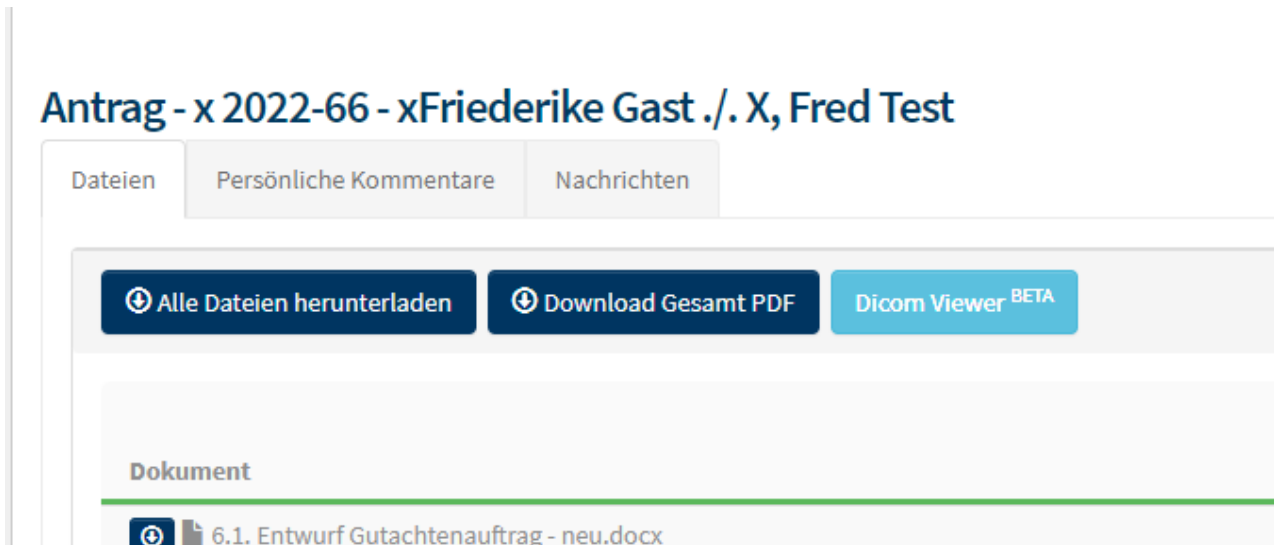 Antrag - x 2022-66 - xFriederike Gast ./. X, Fred Test
Dateien Persönliche Kommentare Nachrichten
Alle Dateien herunterladen Download Gesamt PDF Dicom Viewer BETA
Dokument
6.1. Entwurf Gutachtenauftrag - neu.docx